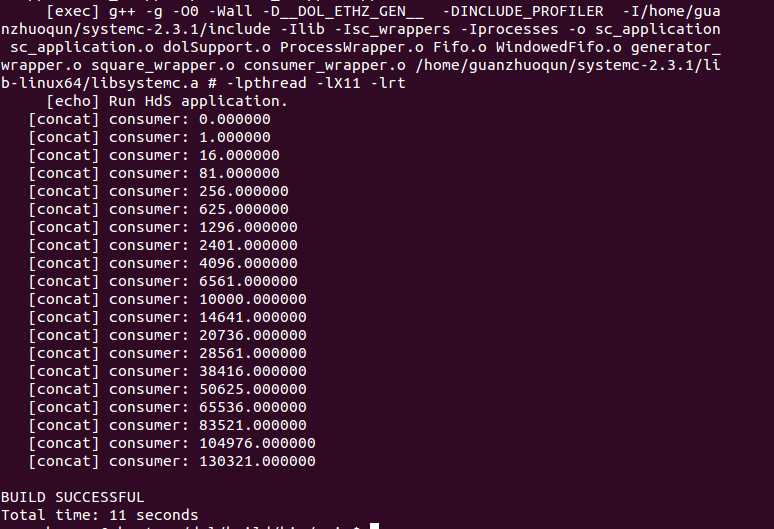 [exec] g++ -g -O0 -Wall -D__DOL_ETHZ_GEN__  -DINCLUDE_PROFILER  -I/home/gua
nzhuoqun/systemc-2.3.1/include -Ilib -Isc_wrappers -Iprocesses -o sc_application
sc_application.o dolSupport.o ProcessWrapper.o Fifo.o WindowedFifo.o generator_
wrapper.o square_wrapper.o consumer_wrapper.o /home/guanzhuoqun/systemc-2.3.1/li
b-linux64/libsystemc.a # -lpthread -lX11 -lrt
[echo] Run HdS application.
[concat] consumer: 0.000000
[concat] consumer: 1.000000
[concat] consumer: 16.000000
[concat] consumer: 81.000000
[concat] consumer: 256.000000
[concat] consumer: 625.000000
[concat] consumer: 1296.000000
[concat] consumer: 2401.000000
[concat] consumer: 4096.000000
[concat] consumer: 6561.000000
[concat] consumer: 10000.000000
[concat] consumer: 14641.000000
[concat] consumer: 20736.000000
[concat] consumer: 28561.000000
[concat] consumer: 38416.000000
[concat] consumer: 50625.000000
[concat] consumer: 65536.000000
[concat] consumer: 83521.000000
[concat] consumer: 104976.000000
[concat] consumer: 130321.000000
BUILD SUCCESSFUL
Total time: 11 seconds